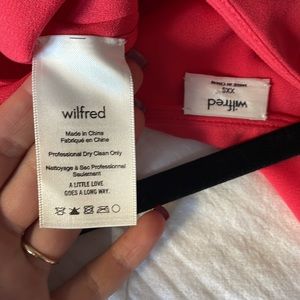 wilfred
Made in China
Fabriqué en Chine
Professional Dry Clean Only
Nettoyage à Sec Professionnel
Seulement
A LITTLE LOVE
GOES A LONG WAY.
wilfred
XXS